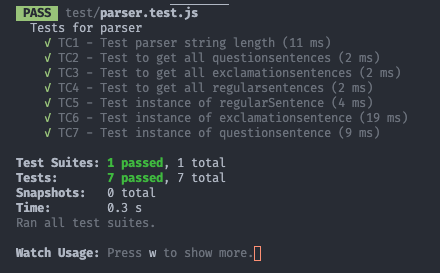 PASS test/parser.test.js
Tests for parser
√ TC1 - Test parser string length (11 ms)
√ TC2 - Test to get all questionsentences (2 ms)
√ TC3 - Test to get all exclamationsentences (2 ms)
√ TC4 - Test to get all regularsentences (2 ms)
√ TC5 - Test instance of regularSentence (4 ms)
√ TC6 - Test instance of exclamationsentence (19 ms)
√ TC7 - Test instance of questionsentence (9 ms)
Test Suites: 1 passed, 1 total
Tests: 7 passed, 7 total
Snapshots: 0 total
Time: 0.3 s
Ran all test suites.
Watch Usage: Press w to show more.